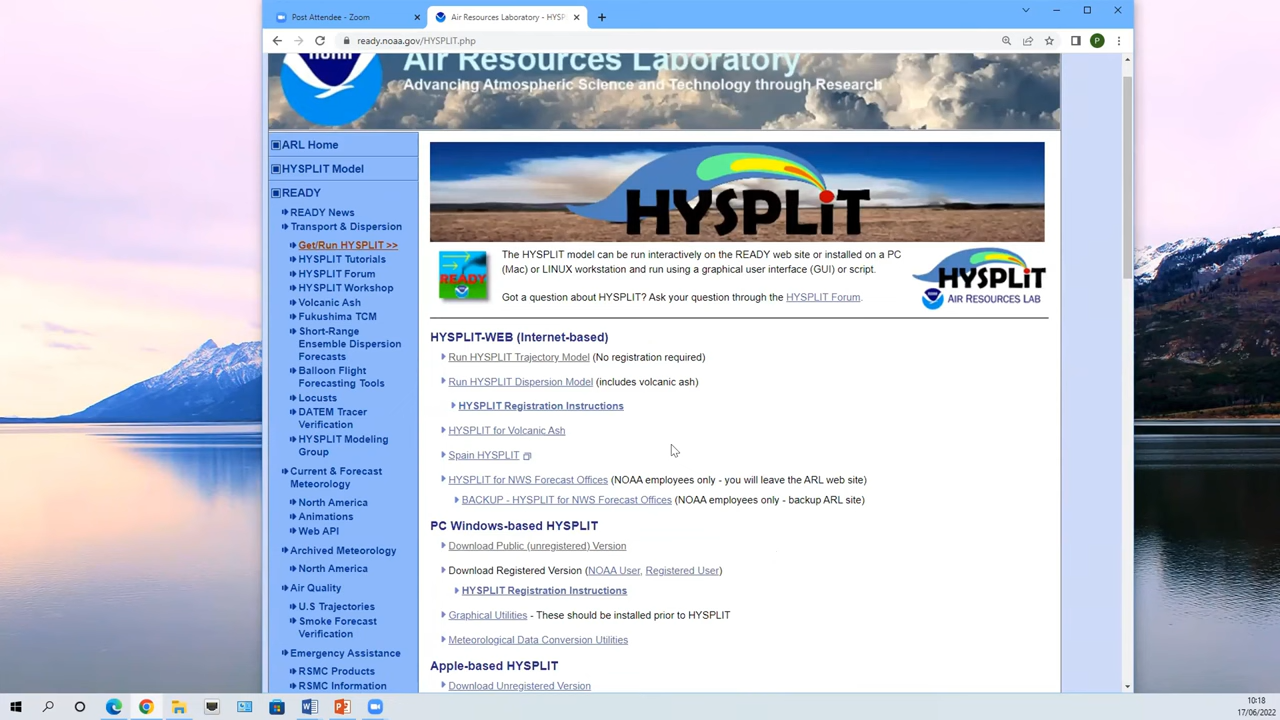 Post Attendee - Zoom
Air Resources Laboratory - HYSP
ready.noaa.gov/HYSPLIT.php
P
Air Resources Laboratory
Advancing Atmospheric Science and Technology through Research
ARL Home
HYSPLIT Model
READY
READY News
Transport & Dispersion
Get/Run HYSPLIT >>
HYSPLIT Tutorials
HYSPLIT Forum
HYSPLIT Workshop
Volcanic Ash
Fukushima TCM
Short-Range
Ensemble Dispersion
Forecasts
Balloon Flight
Forecasting Tools
Locusts
DATEM Tracer
Verification
HYSPLIT Modeling
Group
Current & Forecast
Meteorology
North America
Animations
Web API
Archived Meteorology
North America
Air Quality
U.S Trajectories
Smoke Forecast
Verification
Emergency Assistance
RSMC Products
RSMC Information
HYSPLiT
READY
The HYSPLIT model can be run interactively on the READY web site or installed on a PC
(Mac) or LINUX workstation and run using a graphical user interface (GUI) or script.
Got a question about HYSPLIT? Ask your question through the HYSPLIT Forum.
HYSPLiT
AIR RESOURCES LAB
HYSPLIT-WEB (Internet-based)
Run HYSPLIT Trajectory Model (No registration required)
Run HYSPLIT Dispersion Model (includes volcanic ash)
HYSPLIT Registration Instructions
HYSPLIT for Volcanic Ash
Spain HYSPLIT
HYSPLIT for NWS Forecast Offices (NOAA employees only - you will leave the ARL web site)
BACKUP - HYSPLIT for NWS Forecast Offices (NOAA employees only - backup ARL site)
PC Windows-based HYSPLIT
Download Public (unregistered) Version
Download Registered Version (NOAA User, Registered User)
HYSPLIT Registration Instructions
Graphical Utilities - These should be installed prior to HYSPLIT
Meteorological Data Conversion Utilities
Apple-based HYSPLIT
Download Unregistered Version
10:18
17/06/2022